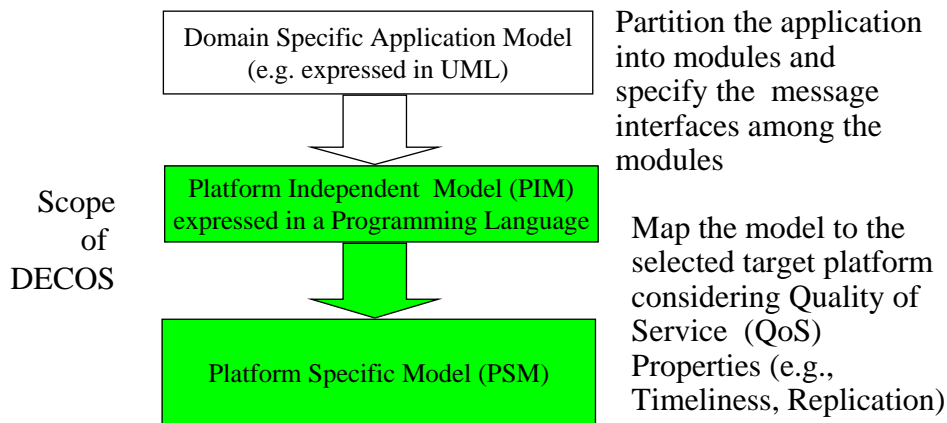 Domain Specific Application Model
(e.g. expressed in UML)
Partition the application
into modules and
specify the message
interfaces among the
modules
Scope
of
DECOS
Platform Independent Model (PIM)
expressed in a Programming Language
Map the model to the
selected target platform
considering Quality of
Service (QoS)
Properties (e.g.,
Timeliness, Replication)
Platform Specific Model (PSM)